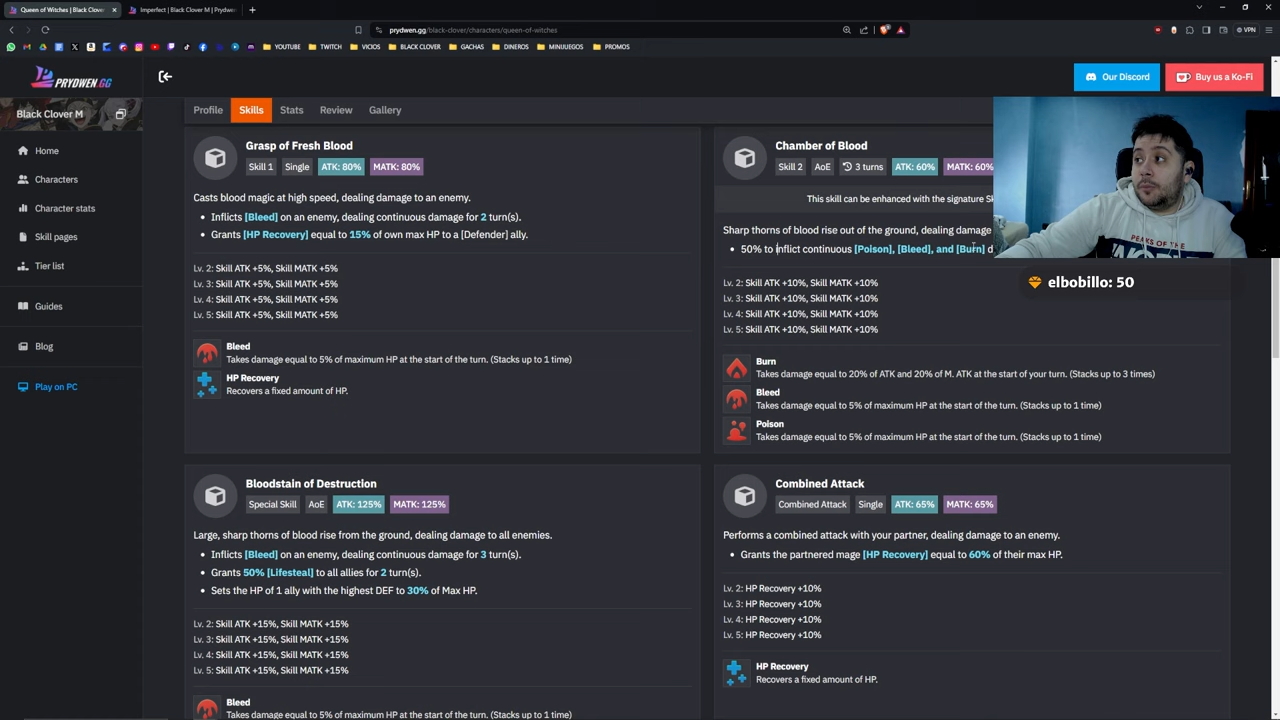 Queen of Witches | Black Clover
Imperfect | Black Clover M | Prydwen
prydwen.gg/black-clover/characters/queen-of-witches
VPN
YOUTUBE
TWITCH
VICIOS
BLACK CLOVER
GACHAS
DINEROS
MINIJUEGOS
PROMOS
PRYDWEN.GG
Our Discord
Buy us a Ko-Fi
Black Clover M
Home
Characters
Character stats
Skill pages
Tier list
Guides
Blog
Play on PC
Profile
Skills
Stats
Review
Gallery
Grasp of Fresh Blood
Skill 1 Single ATK: 80% MATK: 80%
Casts blood magic at high speed, dealing damage to an enemy.
Inflicts [Bleed] on an enemy, dealing continuous damage for 2 turn(s).
Grants [HP Recovery] equal to 15% of own max HP to a [Defender] ally.
Lv. 2: Skill ATK +5%, Skill MATK +5%
Lv. 3: Skill ATK +5%, Skill MATK +5%
Lv. 4: Skill ATK +5%, Skill MATK +5%
Lv. 5: Skill ATK +5%, Skill MATK +5%
Bleed
Takes damage equal to 5% of maximum HP at the start of the turn. (Stacks up to 1 time)
HP Recovery
Recovers a fixed amount of HP.
Chamber of Blood
Skill 2 AoE 3 turns ATK: 60% MATK: 60%
This skill can be enhanced with the signature
Sharp thorns of blood rise out of the ground, dealing damage
50% to inflict continuous [Poison], [Bleed], and [Burn]
Lv. 2: Skill ATK +10%, Skill MATK +10%
Lv. 3: Skill ATK +10%, Skill MATK +10%
Lv. 4: Skill ATK +10%, Skill MATK +10%
Lv. 5: Skill ATK +10%, Skill MATK +10%
Burn
Takes damage equal to 20% of ATK and 20% of M. ATK at the start of your turn. (Stacks up to 3 times)
Bleed
Takes damage equal to 5% of maximum HP at the start of the turn. (Stacks up to 1 time)
Poison
Takes damage equal to 5% of maximum HP at the start of the turn. (Stacks up to 1 time)
PEAKS OF THE
elbobillo: 50
Bloodstain of Destruction
Special Skill AoE ATK: 125% MATK: 125%
Large, sharp thorns of blood rise from the ground, dealing damage to all enemies.
Inflicts [Bleed] on an enemy, dealing continuous damage for 3 turn(s).
Grants 50% [Lifesteal] to all allies for 2 turn(s).
Sets the HP of 1 ally with the highest DEF to 30% of Max HP.
Lv. 2: Skill ATK +15%, Skill MATK +15%
Lv. 3: Skill ATK +15%, Skill MATK +15%
Lv. 4: Skill ATK +15%, Skill MATK +15%
Lv. 5: Skill ATK +15%, Skill MATK +15%
Bleed
Takes damage equal to 5% of maximum HP at the start of the turn. (Stacks up to 1 time)
Combined Attack
Combined Attack Single ATK: 65% MATK: 65%
Performs a combined attack with your partner, dealing damage to an enemy.
Grants the partnered mage [HP Recovery] equal to 60% of their max HP.
Lv. 2: HP Recovery +10%
Lv. 3: HP Recovery +10%
Lv. 4: HP Recovery +10%
Lv. 5: HP Recovery +10%
HP Recovery
Recovers a fixed amount of HP.